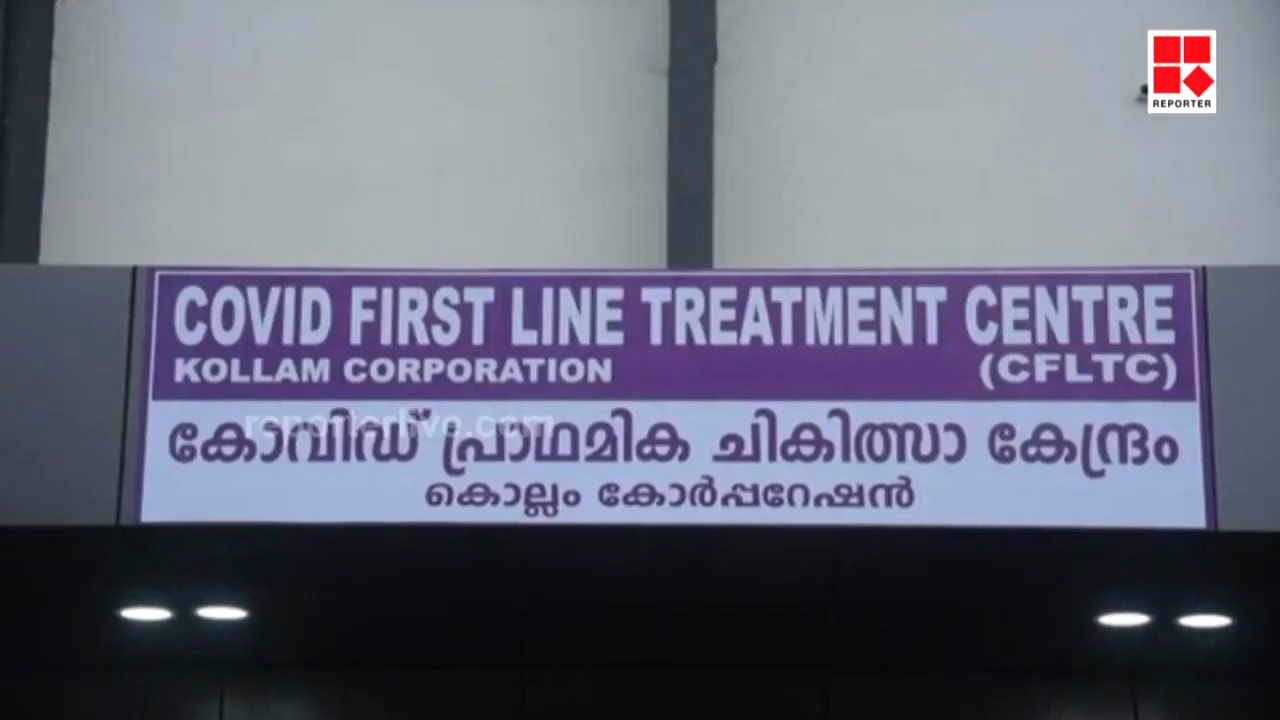 REPORTER
COVID FIRST LINE TREATMENT CENTRE
KOLLAM CORPORATION (CFLTC)
reporterlive.com
കോവിഡ് പ്രാഥമിക ചികിത്സാ കേന്ദ്രം
കൊല്ലം കോർപ്പറേഷൻ